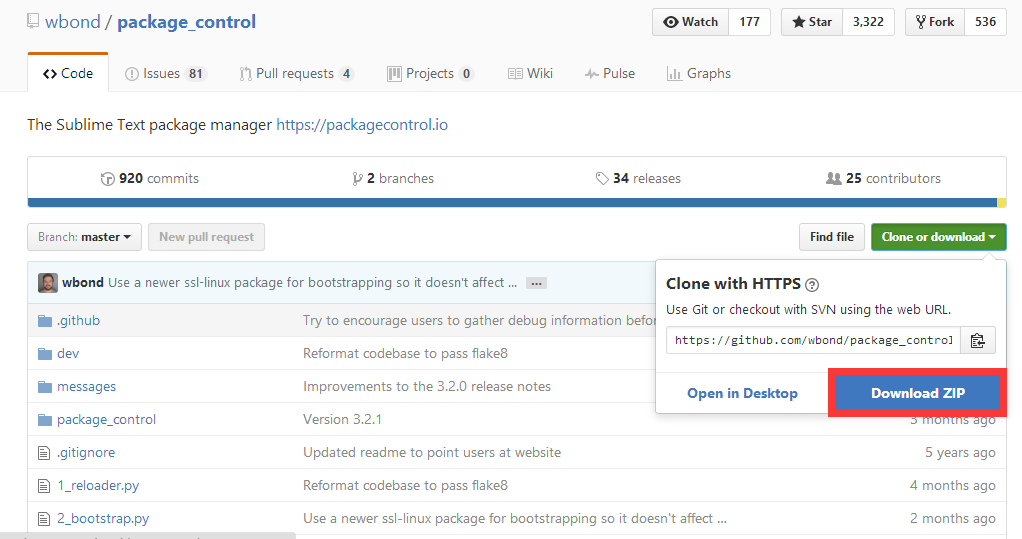 wbond / package_control
Watch 177 Star 3,322 Fork 536
Code Issues 81 Pull requests 4 Projects 0 Wiki Pulse Graphs
The Sublime Text package manager https://packagecontrol.io
920 commits 2 branches 34 releases 25 contributors
Branch: master New pull request Find file Clone or download
wbond Use a newer ssl-linux package for bootstrapping so it doesn't affect ... ...
Clone with HTTPS ?
Use Git or checkout with SVN using the web URL.
https://github.com/wbond/package_control
Open in Desktop Download ZIP
.github Try to encourage users to gather debug information
dev Reformat codebase to pass flake8
messages Improvements to the 3.2.0 release notes
package_control Version 3.2.1 3 months ago
.gitignore Updated readme to point users at website 5 years ago
1_reloader.py Reformat codebase to pass flake8 4 months ago
2_bootstrap.py Use a newer ssl-linux package for bootstrapping so it doesn't affect ... 2 months ago